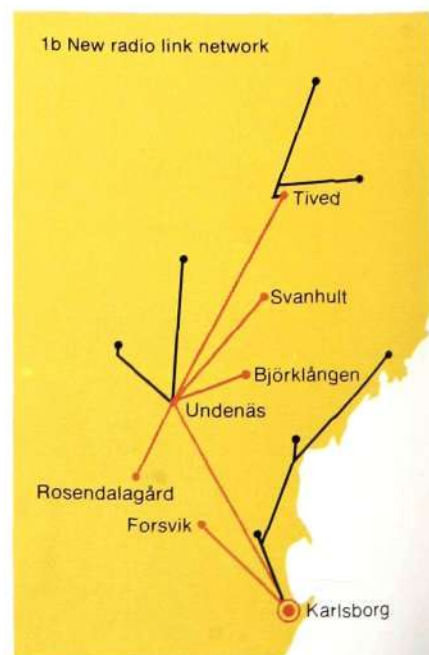 1b New radio link network
Tived
Svanhult
Björklången
Undenäs
Rosendalagård
Forsvik
Karlsborg